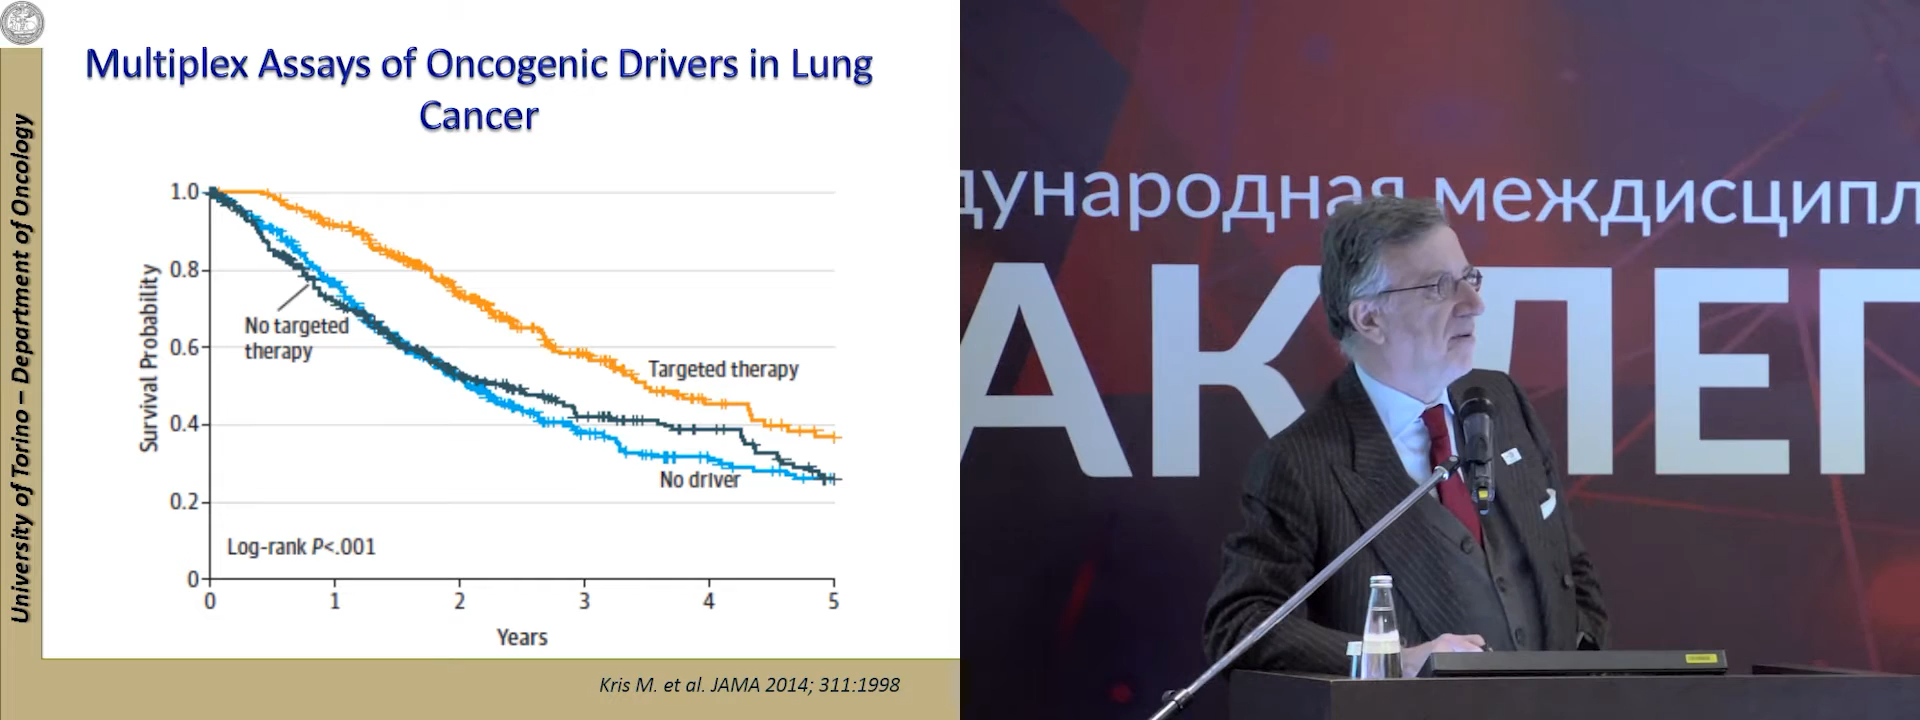 University of Torino – Department of Oncology
Multiplex Assays of Oncogenic Drivers in Lung
Cancer
Survival Probability
1.0
0.8
0.6
0.4
0.2
0
No targeted
therapy
Targeted therapy
No driver
Log-rank P<.001
0 1 2 3 4 5
Years
Kris M. et al. JAMA 2014; 311:1998
дународная междисципл
АК ЛЕГ